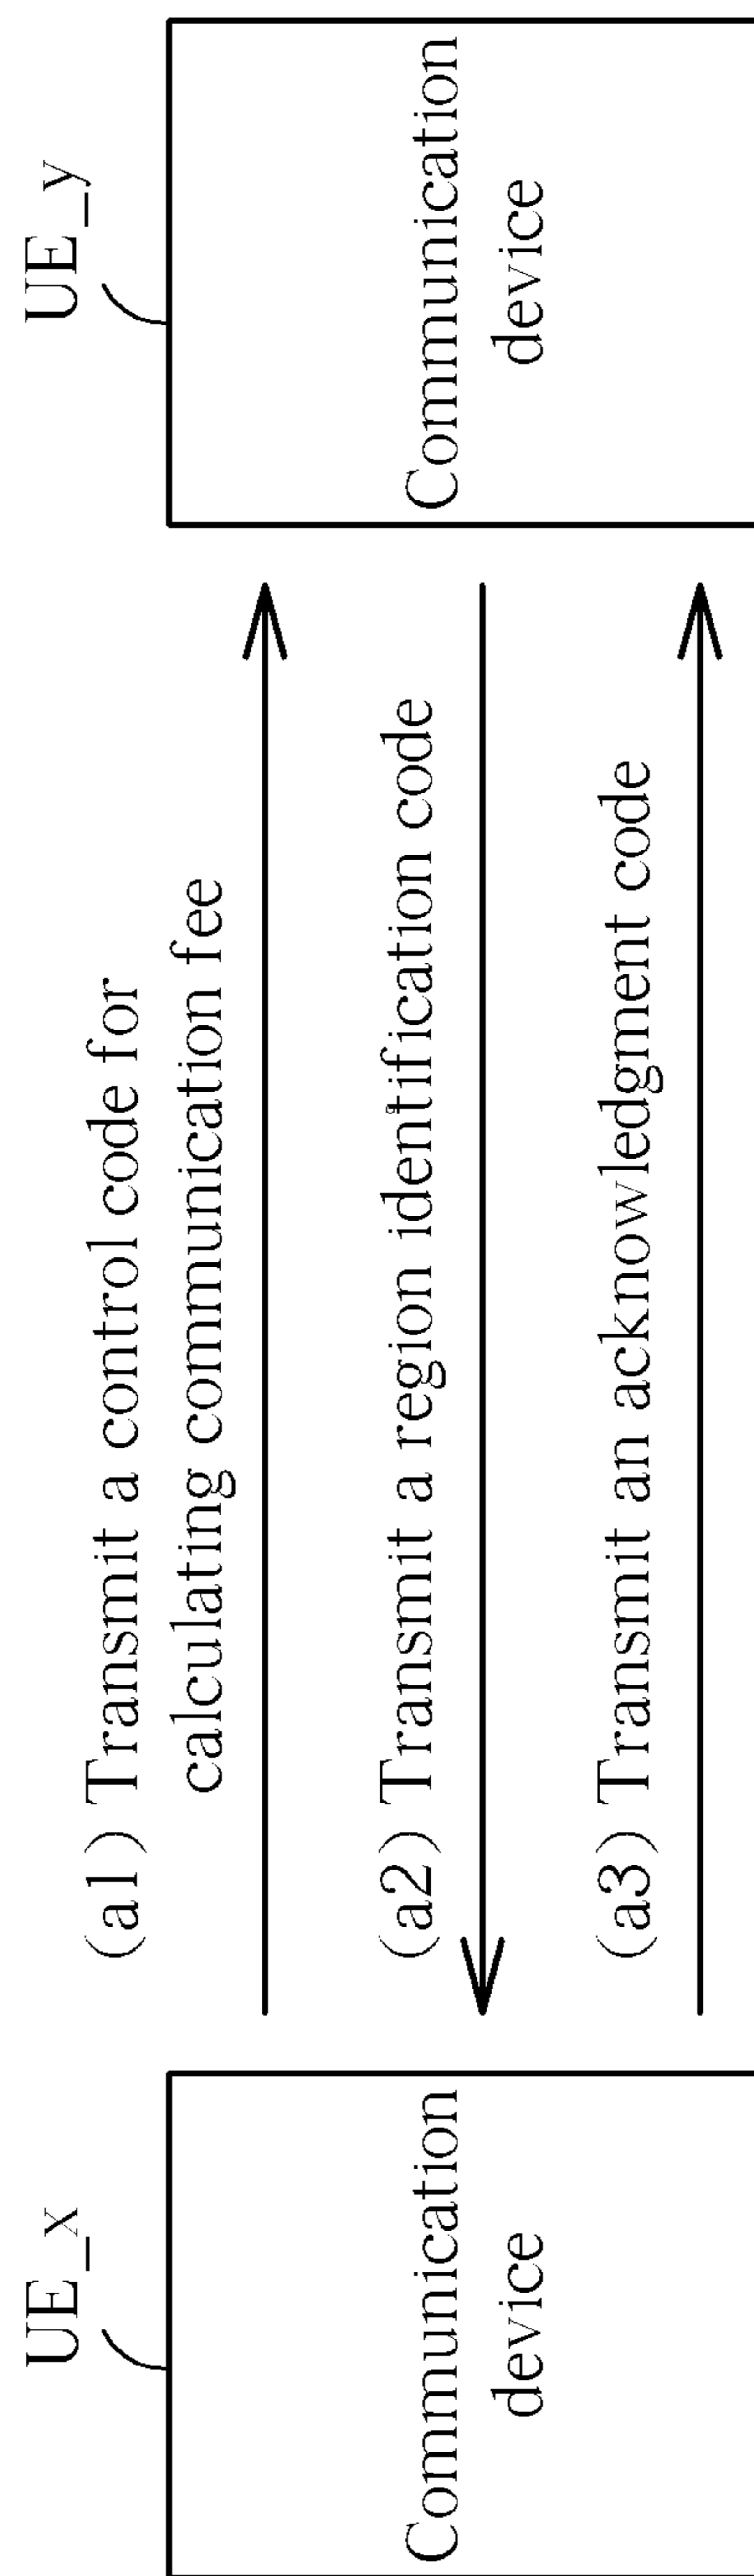 UE_x
Communication
device
(a1) Transmit a control code for
calculating communication fee
(a2) Transmit a region identification code
(a3) Transmit an acknowledgment code
UE_y
Communication
device